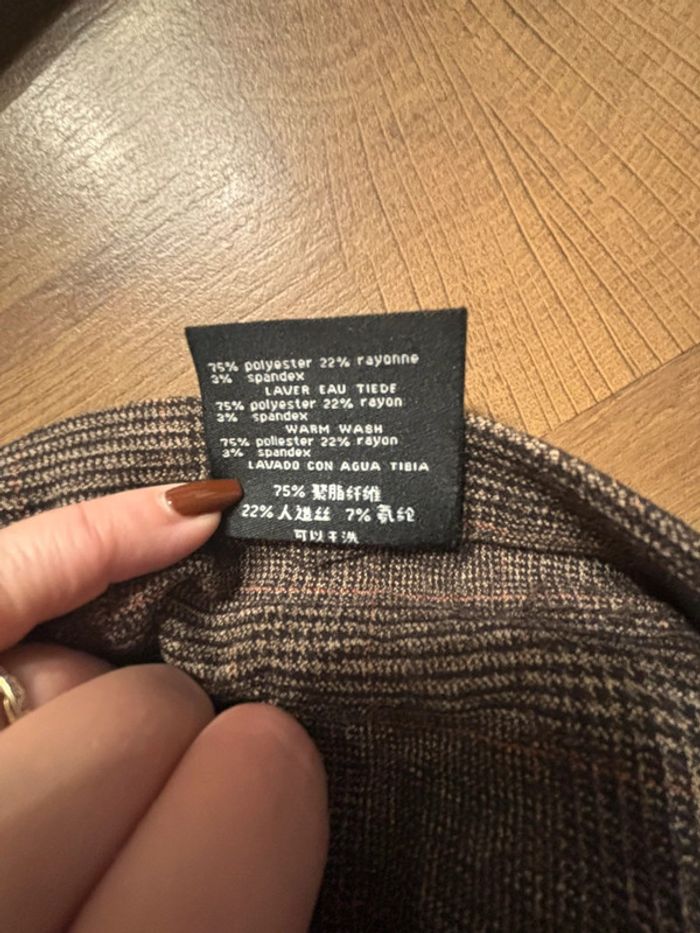 75% polyester 22% rayonne
3% spandex
LAVER EAU TIEDE
75% polyester 22% rayon
3% spandex
WARM WASH
75% poliester 22% rayon
3% spandex
LAVADO CON AGUA TIBIA
75% 聚脂纤维
22% 人造丝 7% 氨纶
可以干洗